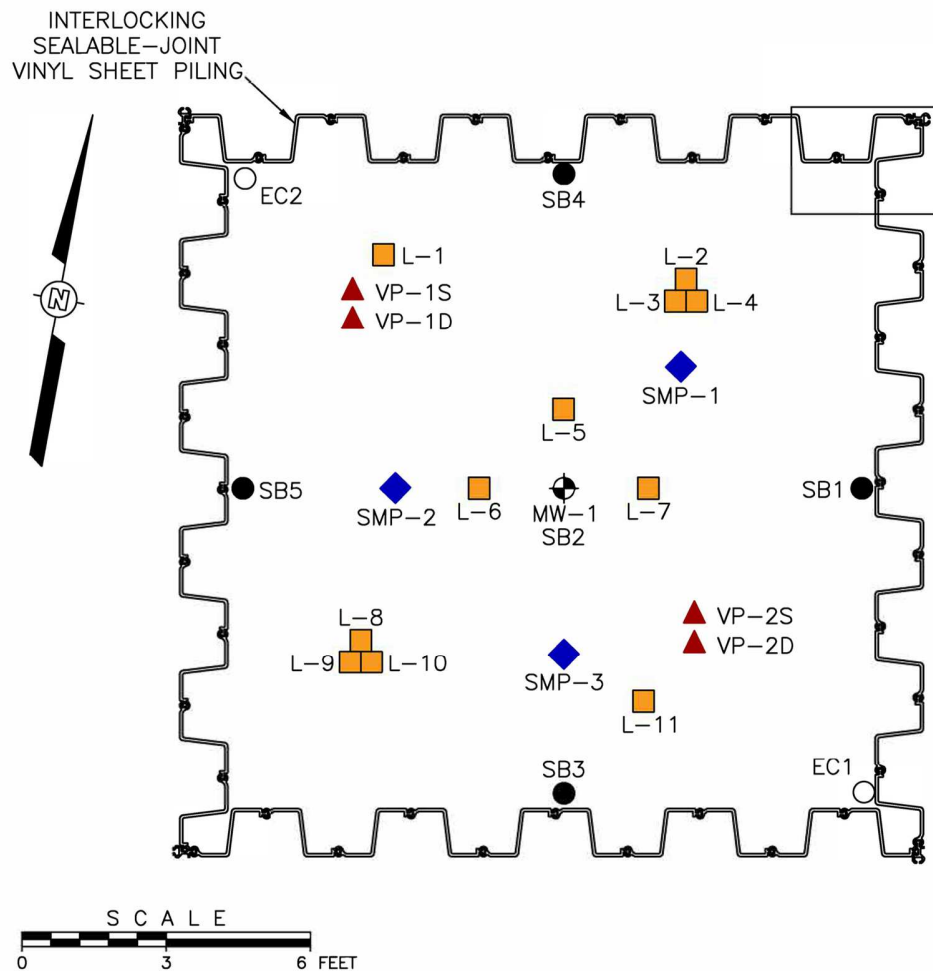 INTERLOCKING
SEALABLE-JOINT
VINYL SHEET PILING
N
EC2
SB4
L-1
L-2
VP-1S
L-3
L-4
VP-1D
SMP-1
L-5
SB5
SMP-2
L-6
MW-1
SB2
L-7
SB1
L-8
VP-2S
L-9
L-10
VP-2D
SMP-3
L-11
SB3
EC1
SCALE
0 3 6 FEET